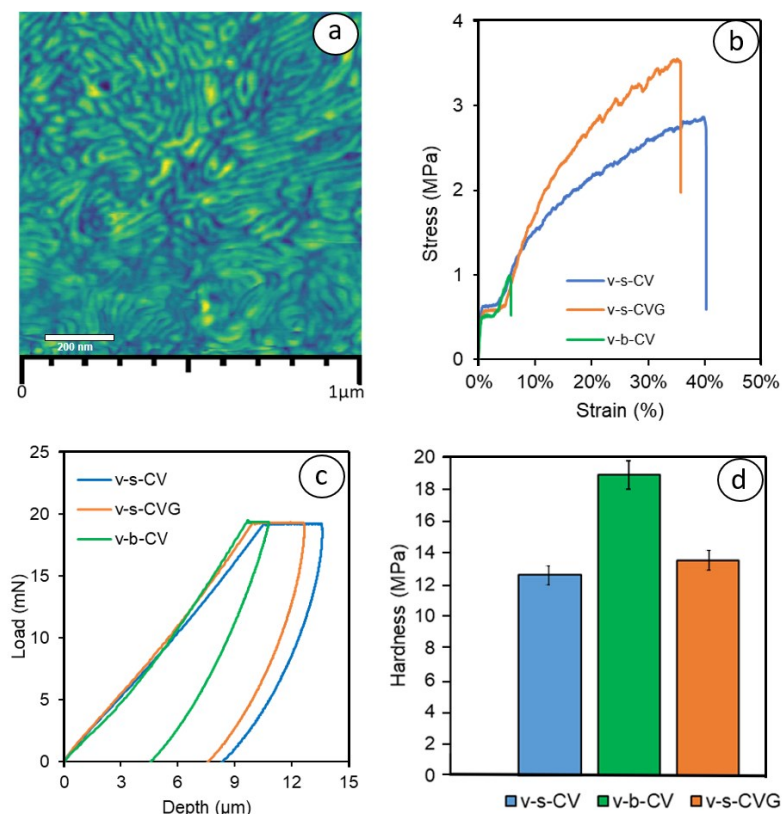 a
200 nm
0
1µm
b
4
3
2
1
0
Stress (MPa)
v-s-CV
v-s-CVG
v-b-CV
0% 10% 20% 30% 40% 50%
Strain (%)
c
25
20
15
10
5
0
Load (mN)
v-s-CV
v-s-CVG
v-b-CV
0 3 6 9 12 15
Depth (µm)
d
20
18
16
14
12
10
8
6
4
2
0
Hardness (MPa)
v-s-CV v-b-CV v-s-CVG